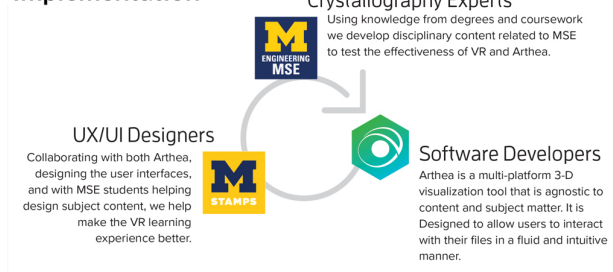 Implementation
Crystallography Experts
Using knowledge from degrees and coursework
we develop disciplinary content related to MSE
to test the effectiveness of VR and Arthea.
M
ENGINEERING
MSE
UX/UI Designers
Collaborating with both Arthea,
designing the user interfaces,
and with MSE students helping
design subject content, we help
make the VR learning
experience better.
M
STAMPS
Software Developers
Arthea is a multi-platform 3-D
visualization tool that is agnostic to
content and subject matter. It is
Designed to allow users to interact
with their files in a fluid and intuitive
manner.